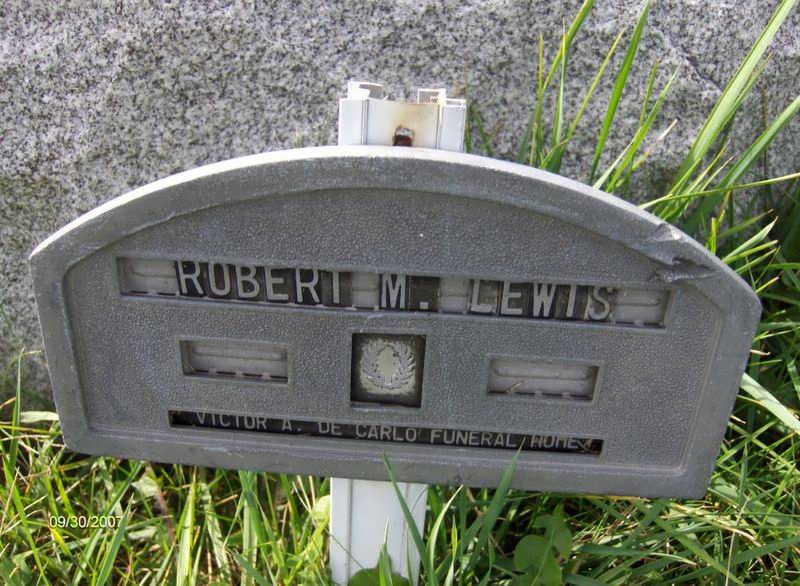 ROBERT M. LEWIS
VICTOR A. DE CARLO FUNERAL HOME
09/30/2007